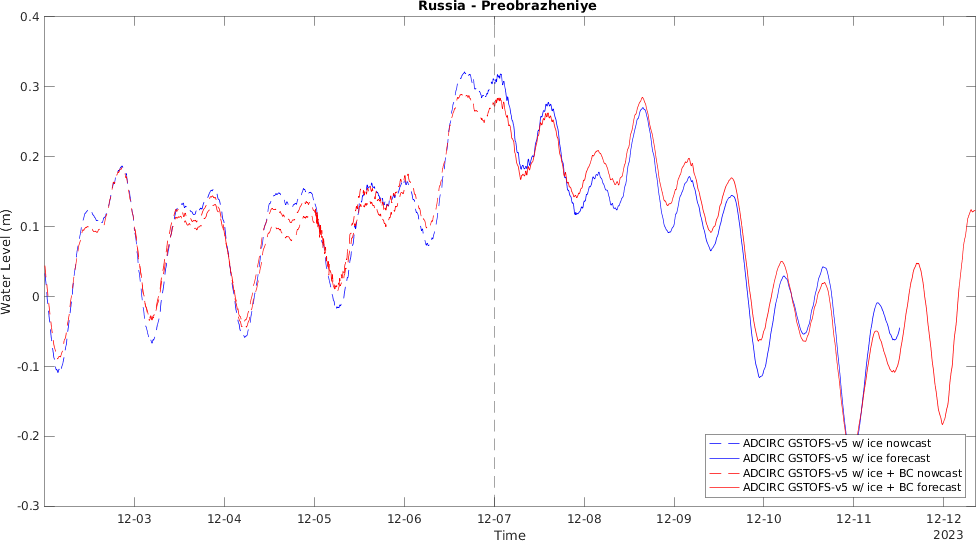 Russia - Preobrazheniye
0.4
0.3
0.2
0.1
0
-0.1
-0.2
-0.3
Water Level (m)
ADCIRC GSTOFS-v5 w/ ice nowcast
ADCIRC GSTOFS-v5 w/ ice forecast
ADCIRC GSTOFS-v5 w/ ice + BC nowcast
ADCIRC GSTOFS-v5 w/ ice + BC forecast
12-03 12-04 12-05 12-06 12-07 12-08 12-09 12-10 12-11 12-12
Time
2023